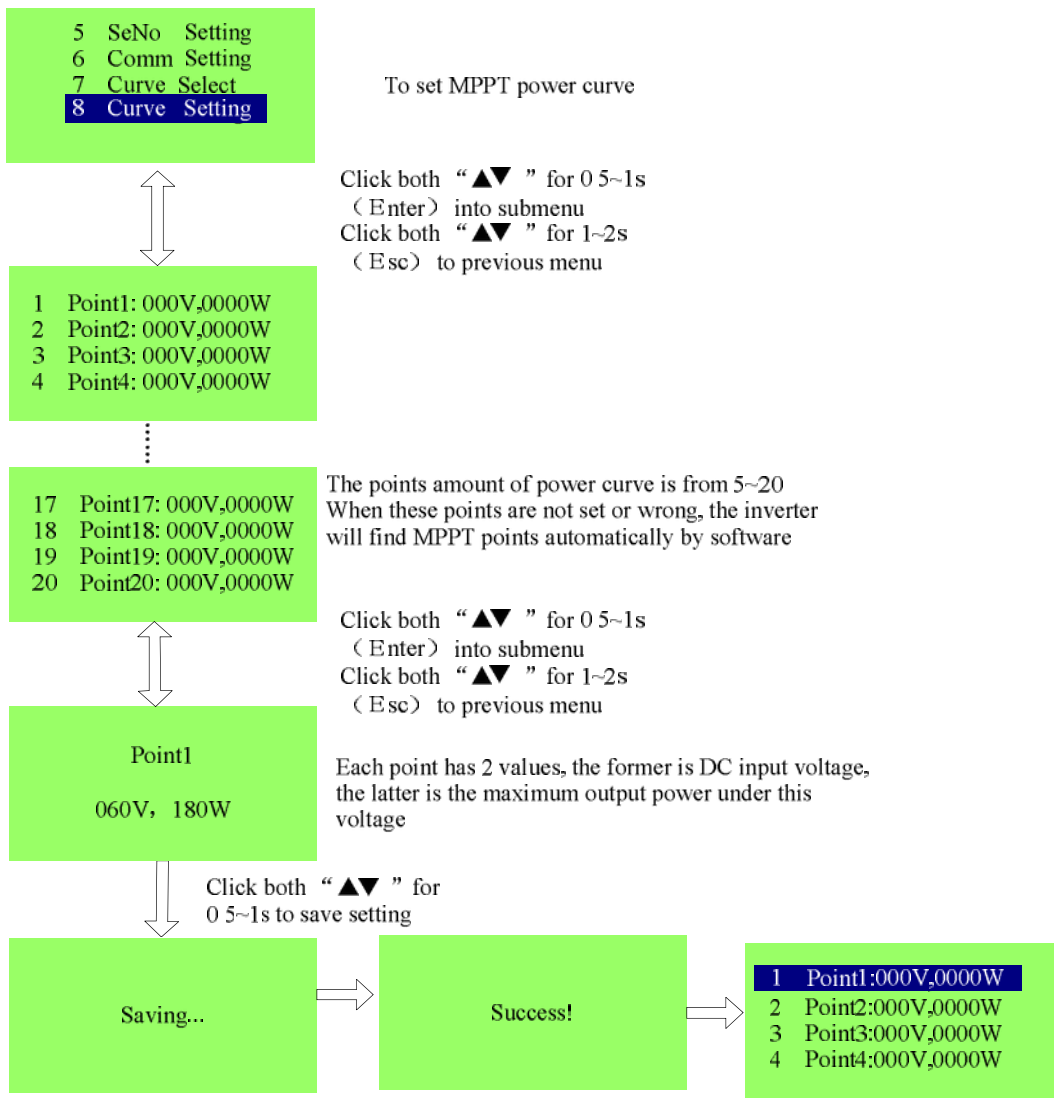 5 SeNo Setting
6 Comm Setting
7 Curve Select
8 Curve Setting
To set MPPT power curve
Click both “▲▼ ” for 0 5~1s
（Enter） into submenu
Click both “▲▼ ” for 1~2s
（Esc） to previous menu
1 Point1: 000V,0000W
2 Point2: 000V,0000W
3 Point3: 000V,0000W
4 Point4: 000V,0000W
17 Point17: 000V,0000W
18 Point18: 000V,0000W
19 Point19: 000V,0000W
20 Point20: 000V,0000W
The points amount of power curve is from 5~20
When these points are not set or wrong, the inverter
will find MPPT points automatically by software
Click both “▲▼ ” for 0 5~1s
（Enter） into submenu
Click both “▲▼ ” for 1~2s
（Esc） to previous menu
Point1
060V，180W
Each point has 2 values, the former is DC input voltage,
the latter is the maximum output power under this
voltage
Click both “▲▼ ” for
0 5~1s to save setting
Saving...
Success!
1 Point1:000V,0000W
2 Point2:000V,0000W
3 Point3:000V,0000W
4 Point4:000V,0000W